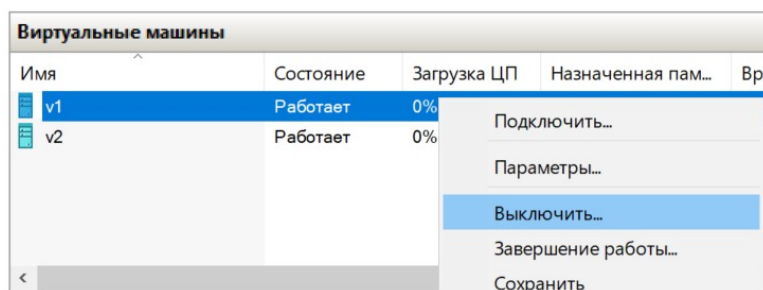 Виртуальные машины
Имя Состояние Загрузка ЦП Назначенная пам... Вр
v1 Работает 0%
Подключить...
v2 Работает 0%
Параметры...
Выключить...
Завершение работы...
Сохранить